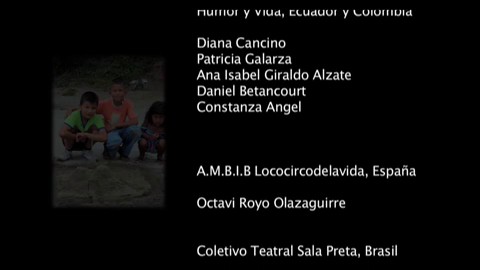 Humor y Vida, Ecuador y Colombia
Diana Cancino
Patricia Galarza
Ana Isabel Giraldo Alzate
Daniel Betancourt
Constanza Angel
A.M.B.I.B Lococircodelavida, España
Octavi Royo Olazaguirre
Coletivo Teatral Sala Preta, Brasil